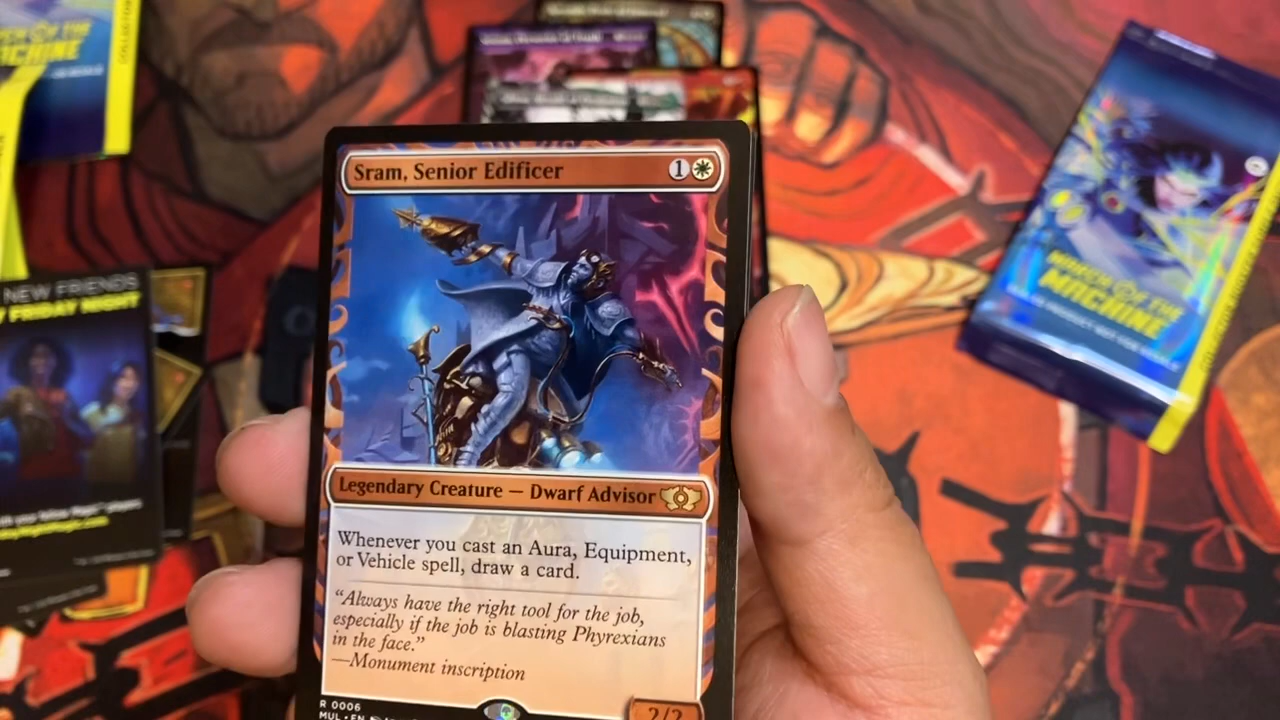 MACHINE
NEW FRIENDS
FRIDAY NIGHT
Sram, Senior Edificer
1
Legendary Creature — Dwarf Advisor
Whenever you cast an Aura, Equipment,
or Vehicle spell, draw a card.
“Always have the right tool for the job,
especially if the job is blasting Phyrexians
in the face.”
—Monument inscription
R 0006
MUL • EN
2/2
MARCH OF THE
MACHINE